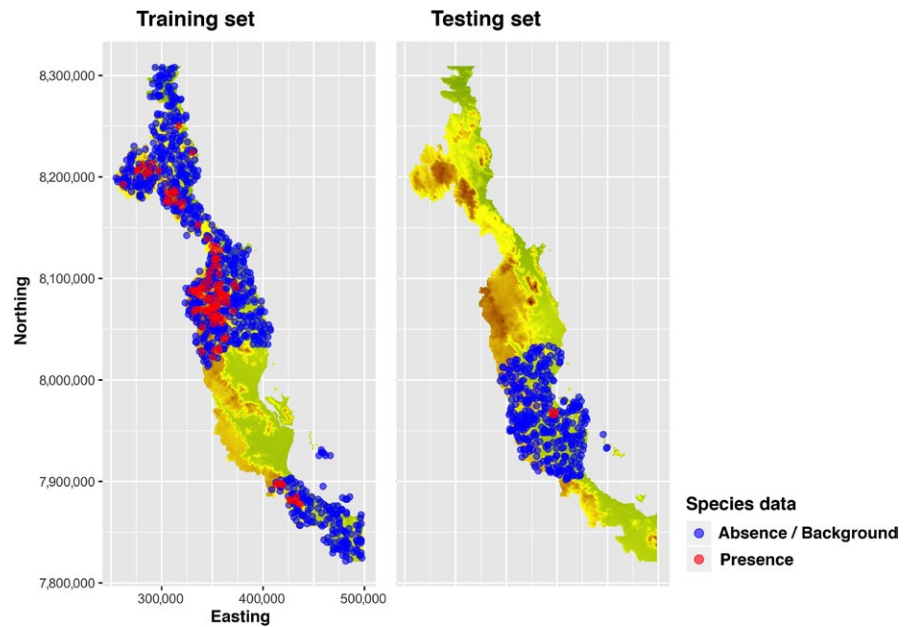 Training set
Testing set
8,300,000
8,200,000
8,100,000
8,000,000
7,900,000
7,800,000
Northing
300,000
400,000
500,000
Easting
Species data
Absence / Background
Presence